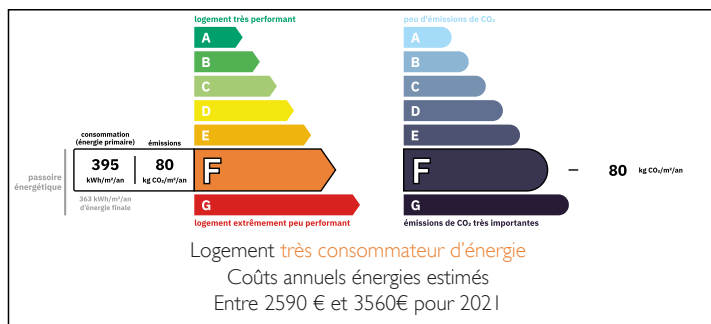 logement très performant
A
B
C
D
E
consommation
(énergie primaire)
émissions
395
kWh/m²/an
80
kg CO₂/m²/an
F
passoire
énergétique
363 kWh/m²/an
d'énergie finale
G
logement extrêmement peu performant
peu d'émissions de CO₂
A
B
C
D
E
F
80 kg CO₂/m²/an
G
émissions de CO₂ très importantes
Logement très consommateur d'énergie
Coûts annuels énergies estimés
Entre 2590 € et 3560€ pour 2021